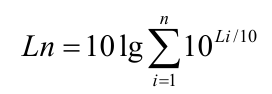 Ln = 10 lg ∑_{i=1}^{n} 10^{Li/10}